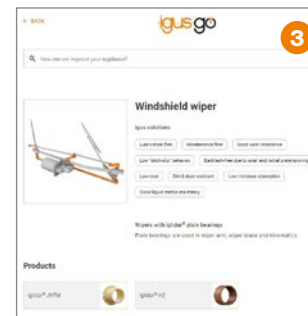 ← BACK
igus go
3
How can we improve your appliance?
Windshield wiper
igus solutions
Lubrication free
Maintenance free
Good wear resistance
Low "stick-slip" behavior
Backlash-free due to axial and radial pretensioning
Low cost
Dirt & dust resistant
Low moisture absorption
Good liquid media resistency
Wipers with iglidur® plain bearings
Plain bearings are used in wiper arm, wiper blade and kinematics.
Products
iglidur® JVFM
iglidur® HZ